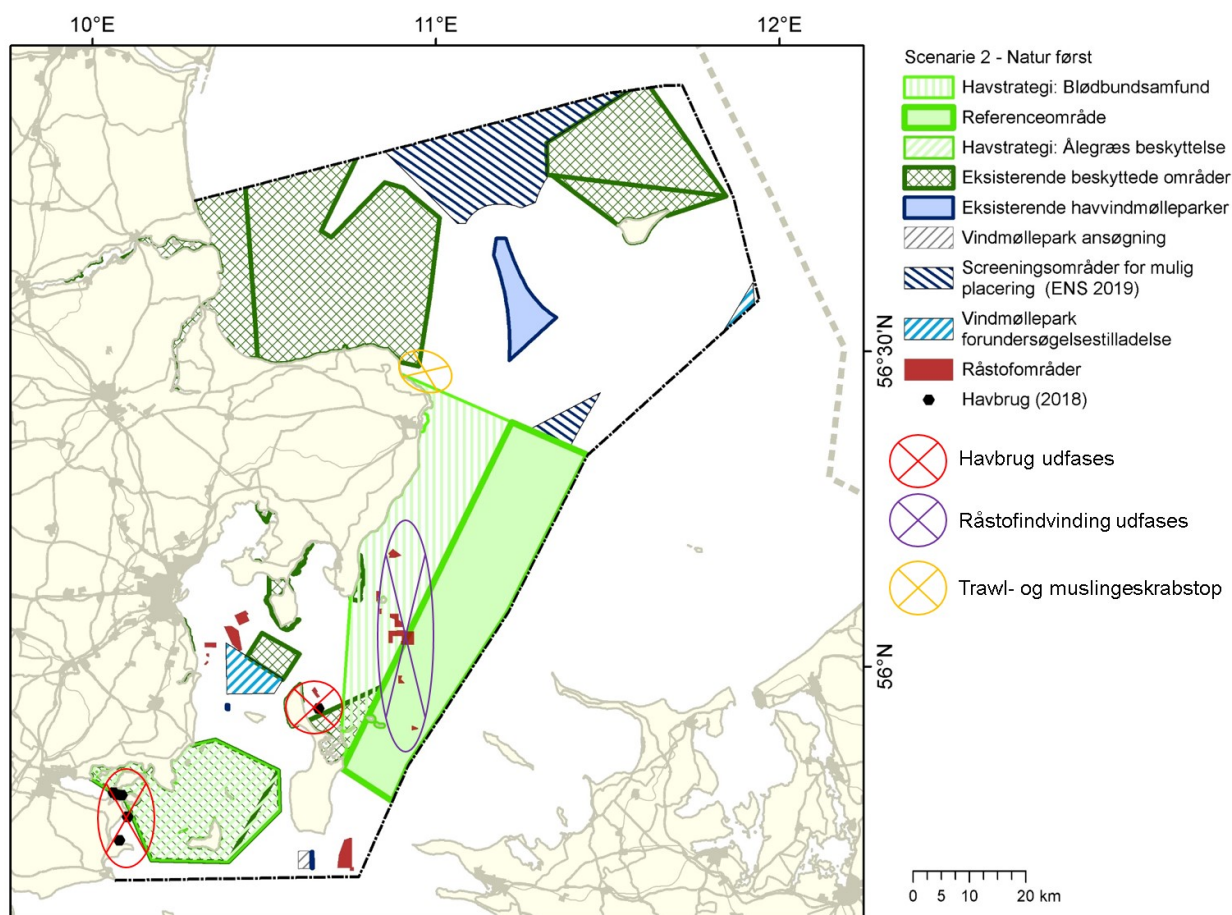 10°E
11°E
12°E
56°30'N
56°N
Scenarie 2 - Natur først
Havstrategi: Blødbundsamfund
Referenceområde
Havstrategi: Ålegræs beskyttelse
Eksisterende beskyttede områder
Eksisterende havvindmølleparker
Vindmøllepark ansøgning
Screeningsområder for mulig
placering (ENS 2019)
Vindmøllepark
forundersøgelsestilladelse
Råstofområder
Havbrug (2018)
Havbrug udfases
Råstofindvinding udfases
Trawl- og muslingeskrabstop
0 5 10 20 km